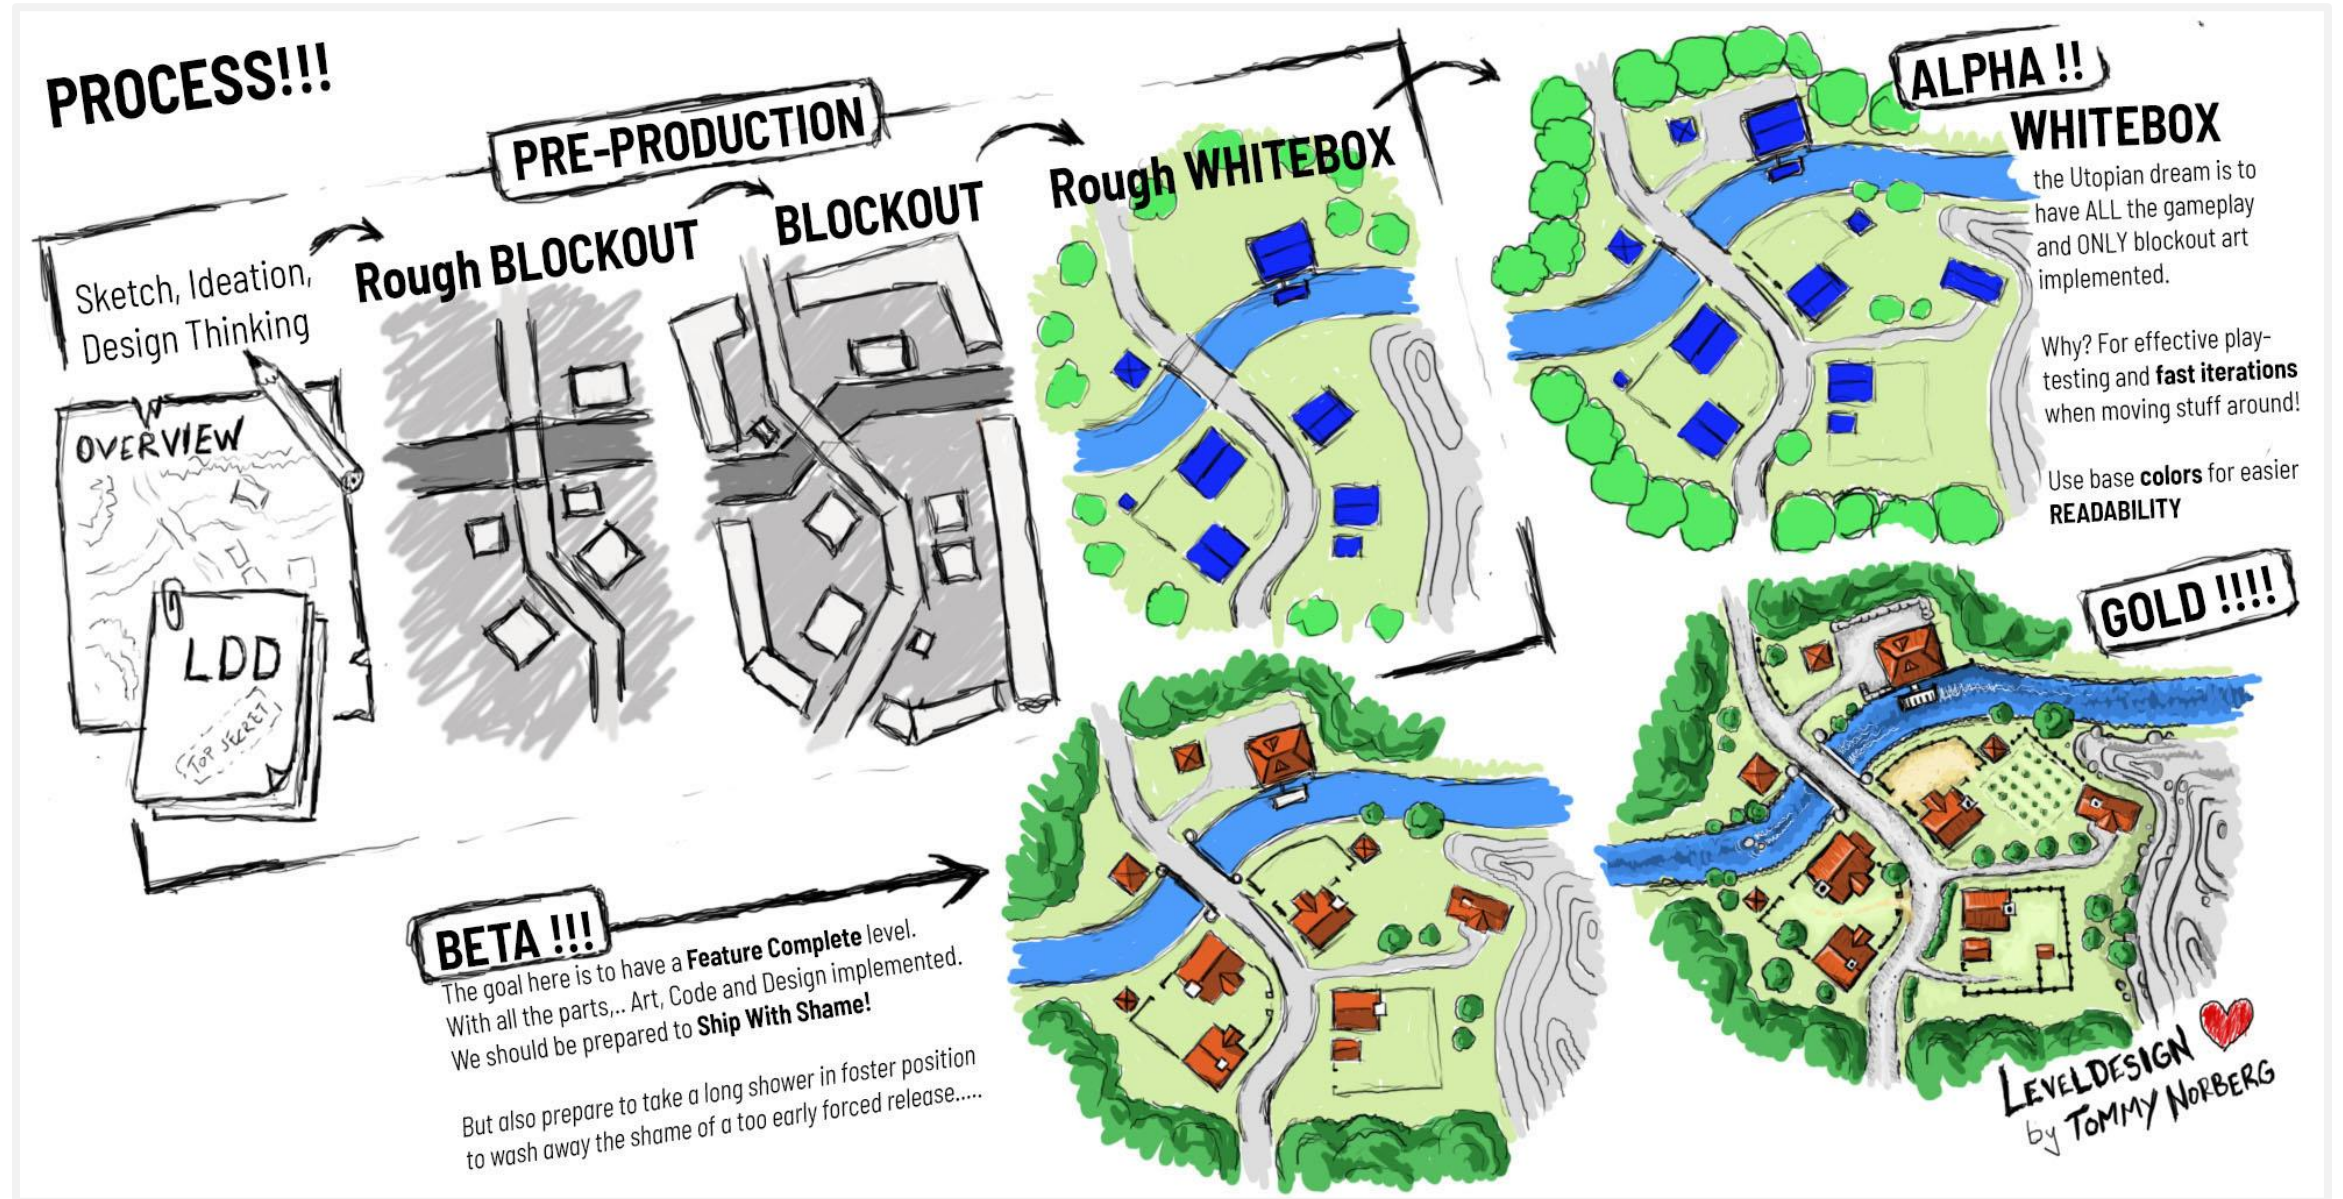 PROCESS!!!
PRE-PRODUCTION
Sketch, Ideation,
Design Thinking
OVERVIEW
LDD
TOP SECRET
Rough BLOCKOUT
BLOCKOUT
Rough WHITEBOX
ALPHA !!
WHITEBOX
the Utopian dream is to
have ALL the gameplay
and ONLY blockout art
implemented.
Why? For effective play-
testing and fast iterations
when moving stuff around!
Use base colors for easier
READABILITY
BETA !!!
The goal here is to have a Feature Complete level.
With all the parts,.. Art, Code and Design implemented.
We should be prepared to Ship With Shame!
But also prepare to take a long shower in foster position
to wash away the shame of a too early forced release.....
GOLD !!!!
LEVELDESIGN
by TOMMY NORBERG